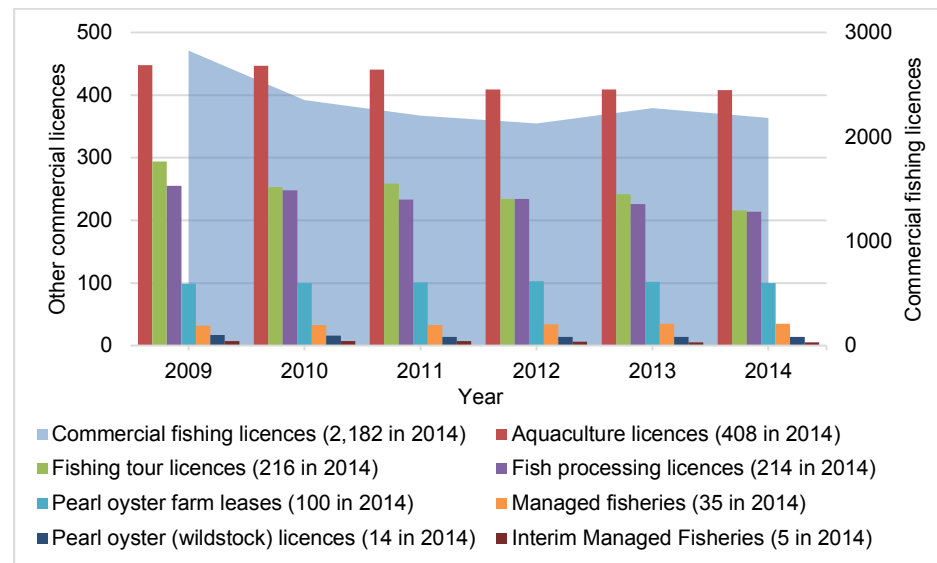 Other commercial licences
500
400
300
200
100
0
3000
2000
1000
0
Commercial fishing licences
2009 2010 2011 2012 2013 2014
Year
Commercial fishing licences (2,182 in 2014) Aquaculture licences (408 in 2014)
Fishing tour licences (216 in 2014) Fish processing licences (214 in 2014)
Pearl oyster farm leases (100 in 2014) Managed fisheries (35 in 2014)
Pearl oyster (wildstock) licences (14 in 2014) Interim Managed Fisheries (5 in 2014)